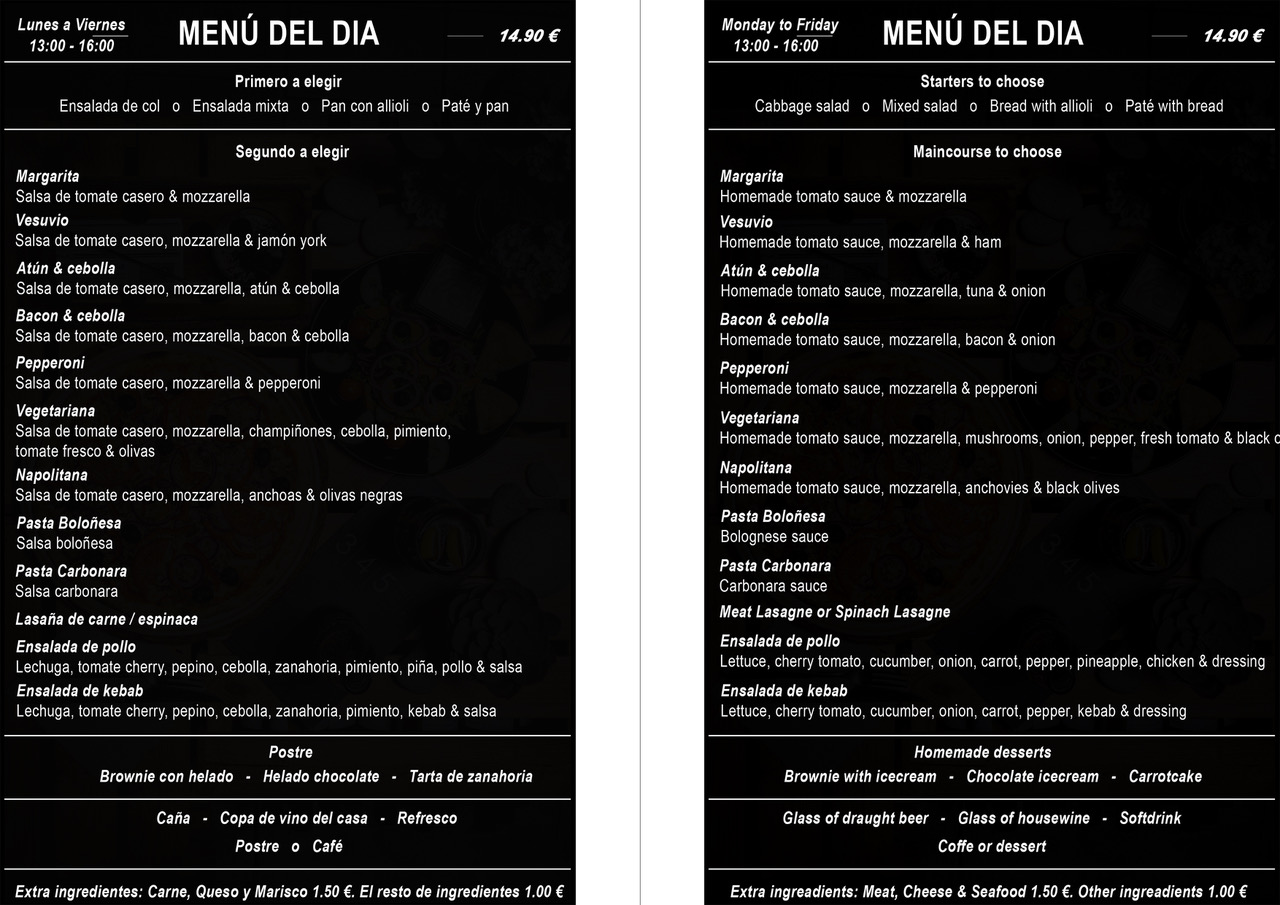 Lunes a Viernes
13:00 - 16:00
MENÚ DEL DIA
14.90 €
Primero a elegir
Ensalada de col o Ensalada mixta o Pan con allioli o Paté y pan
Segundo a elegir
Margarita
Salsa de tomate casero & mozzarella
Vesuvio
Salsa de tomate casero, mozzarella & jamón york
Atún & cebolla
Salsa de tomate casero, mozzarella, atún & cebolla
Bacon & cebolla
Salsa de tomate casero, mozzarella, bacon & cebolla
Pepperoni
Salsa de tomate casero, mozzarella & pepperoni
Vegetariana
Salsa de tomate casero, mozzarella, champiñones, cebolla, pimiento,
tomate fresco & olivas
Napolitana
Salsa de tomate casero, mozzarella, anchoas & olivas negras
Pasta Boloñesa
Salsa boloñesa
Pasta Carbonara
Salsa carbonara
Lasaña de carne / espinaca
Ensalada de pollo
Lechuga, tomate cherry, pepino, cebolla, zanahoria, pimiento, piña, pollo & salsa
Ensalada de kebab
Lechuga, tomate cherry, pepino, cebolla, zanahoria, pimiento, kebab & salsa
Postre
Brownie con helado - Helado chocolate - Tarta de zanahoria
Caña - Copa de vino del casa - Refresco
Postre o Café
Extra ingredientes: Carne, Queso y Marisco 1.50 €. El resto de ingredientes 1.00 €
Monday to Friday
13:00 - 16:00
MENÚ DEL DIA
14.90 €
Starters to choose
Cabbage salad o Mixed salad o Bread with allioli o Paté with bread
Maincourse to choose
Margarita
Homemade tomato sauce & mozzarella
Vesuvio
Homemade tomato sauce, mozzarella & ham
Atún & cebolla
Homemade tomato sauce, mozzarella, tuna & onion
Bacon & cebolla
Homemade tomato sauce, mozzarella, bacon & onion
Pepperoni
Homemade tomato sauce, mozzarella & pepperoni
Vegetariana
Homemade tomato sauce, mozzarella, mushrooms, onion, pepper, fresh tomato & black
Napolitana
Homemade tomato sauce, mozzarella, anchovies & black olives
Pasta Boloñesa
Bolognese sauce
Pasta Carbonara
Carbonara sauce
Meat Lasagne or Spinach Lasagne
Ensalada de pollo
Lettuce, cherry tomato, cucumber, onion, carrot, pepper, pineapple, chicken & dressing
Ensalada de kebab
Lettuce, cherry tomato, cucumber, onion, carrot, pepper, kebab & dressing
Homemade desserts
Brownie with icecream - Chocolate icecream - Carrotcake
Glass of draught beer - Glass of housewine - Softdrink
Coffe or dessert
Extra ingreadients: Meat, Cheese & Seafood 1.50 €. Other ingreadients 1.00 €